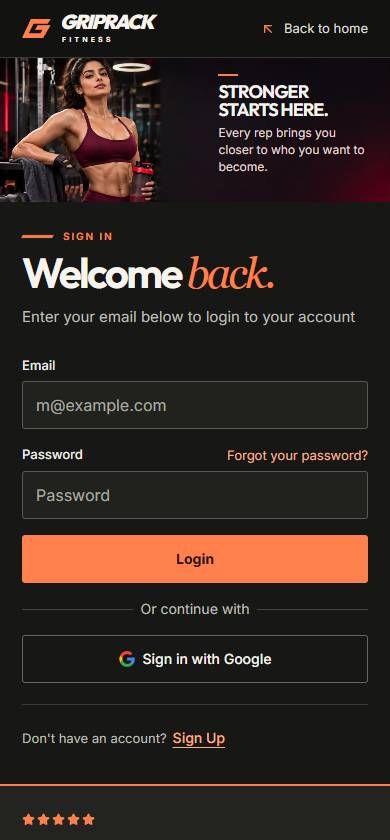 GRIPRACK
FITNESS
Back to home
STRONGER
STARTS HERE.
Every rep brings you
closer to who you want to
become.
SIGN IN
Welcome back.
Enter your email below to login to your account
Email
m@example.com
Password
Forgot your password?
Password
Login
Or continue with
Sign in with Google
Don't have an account? Sign Up